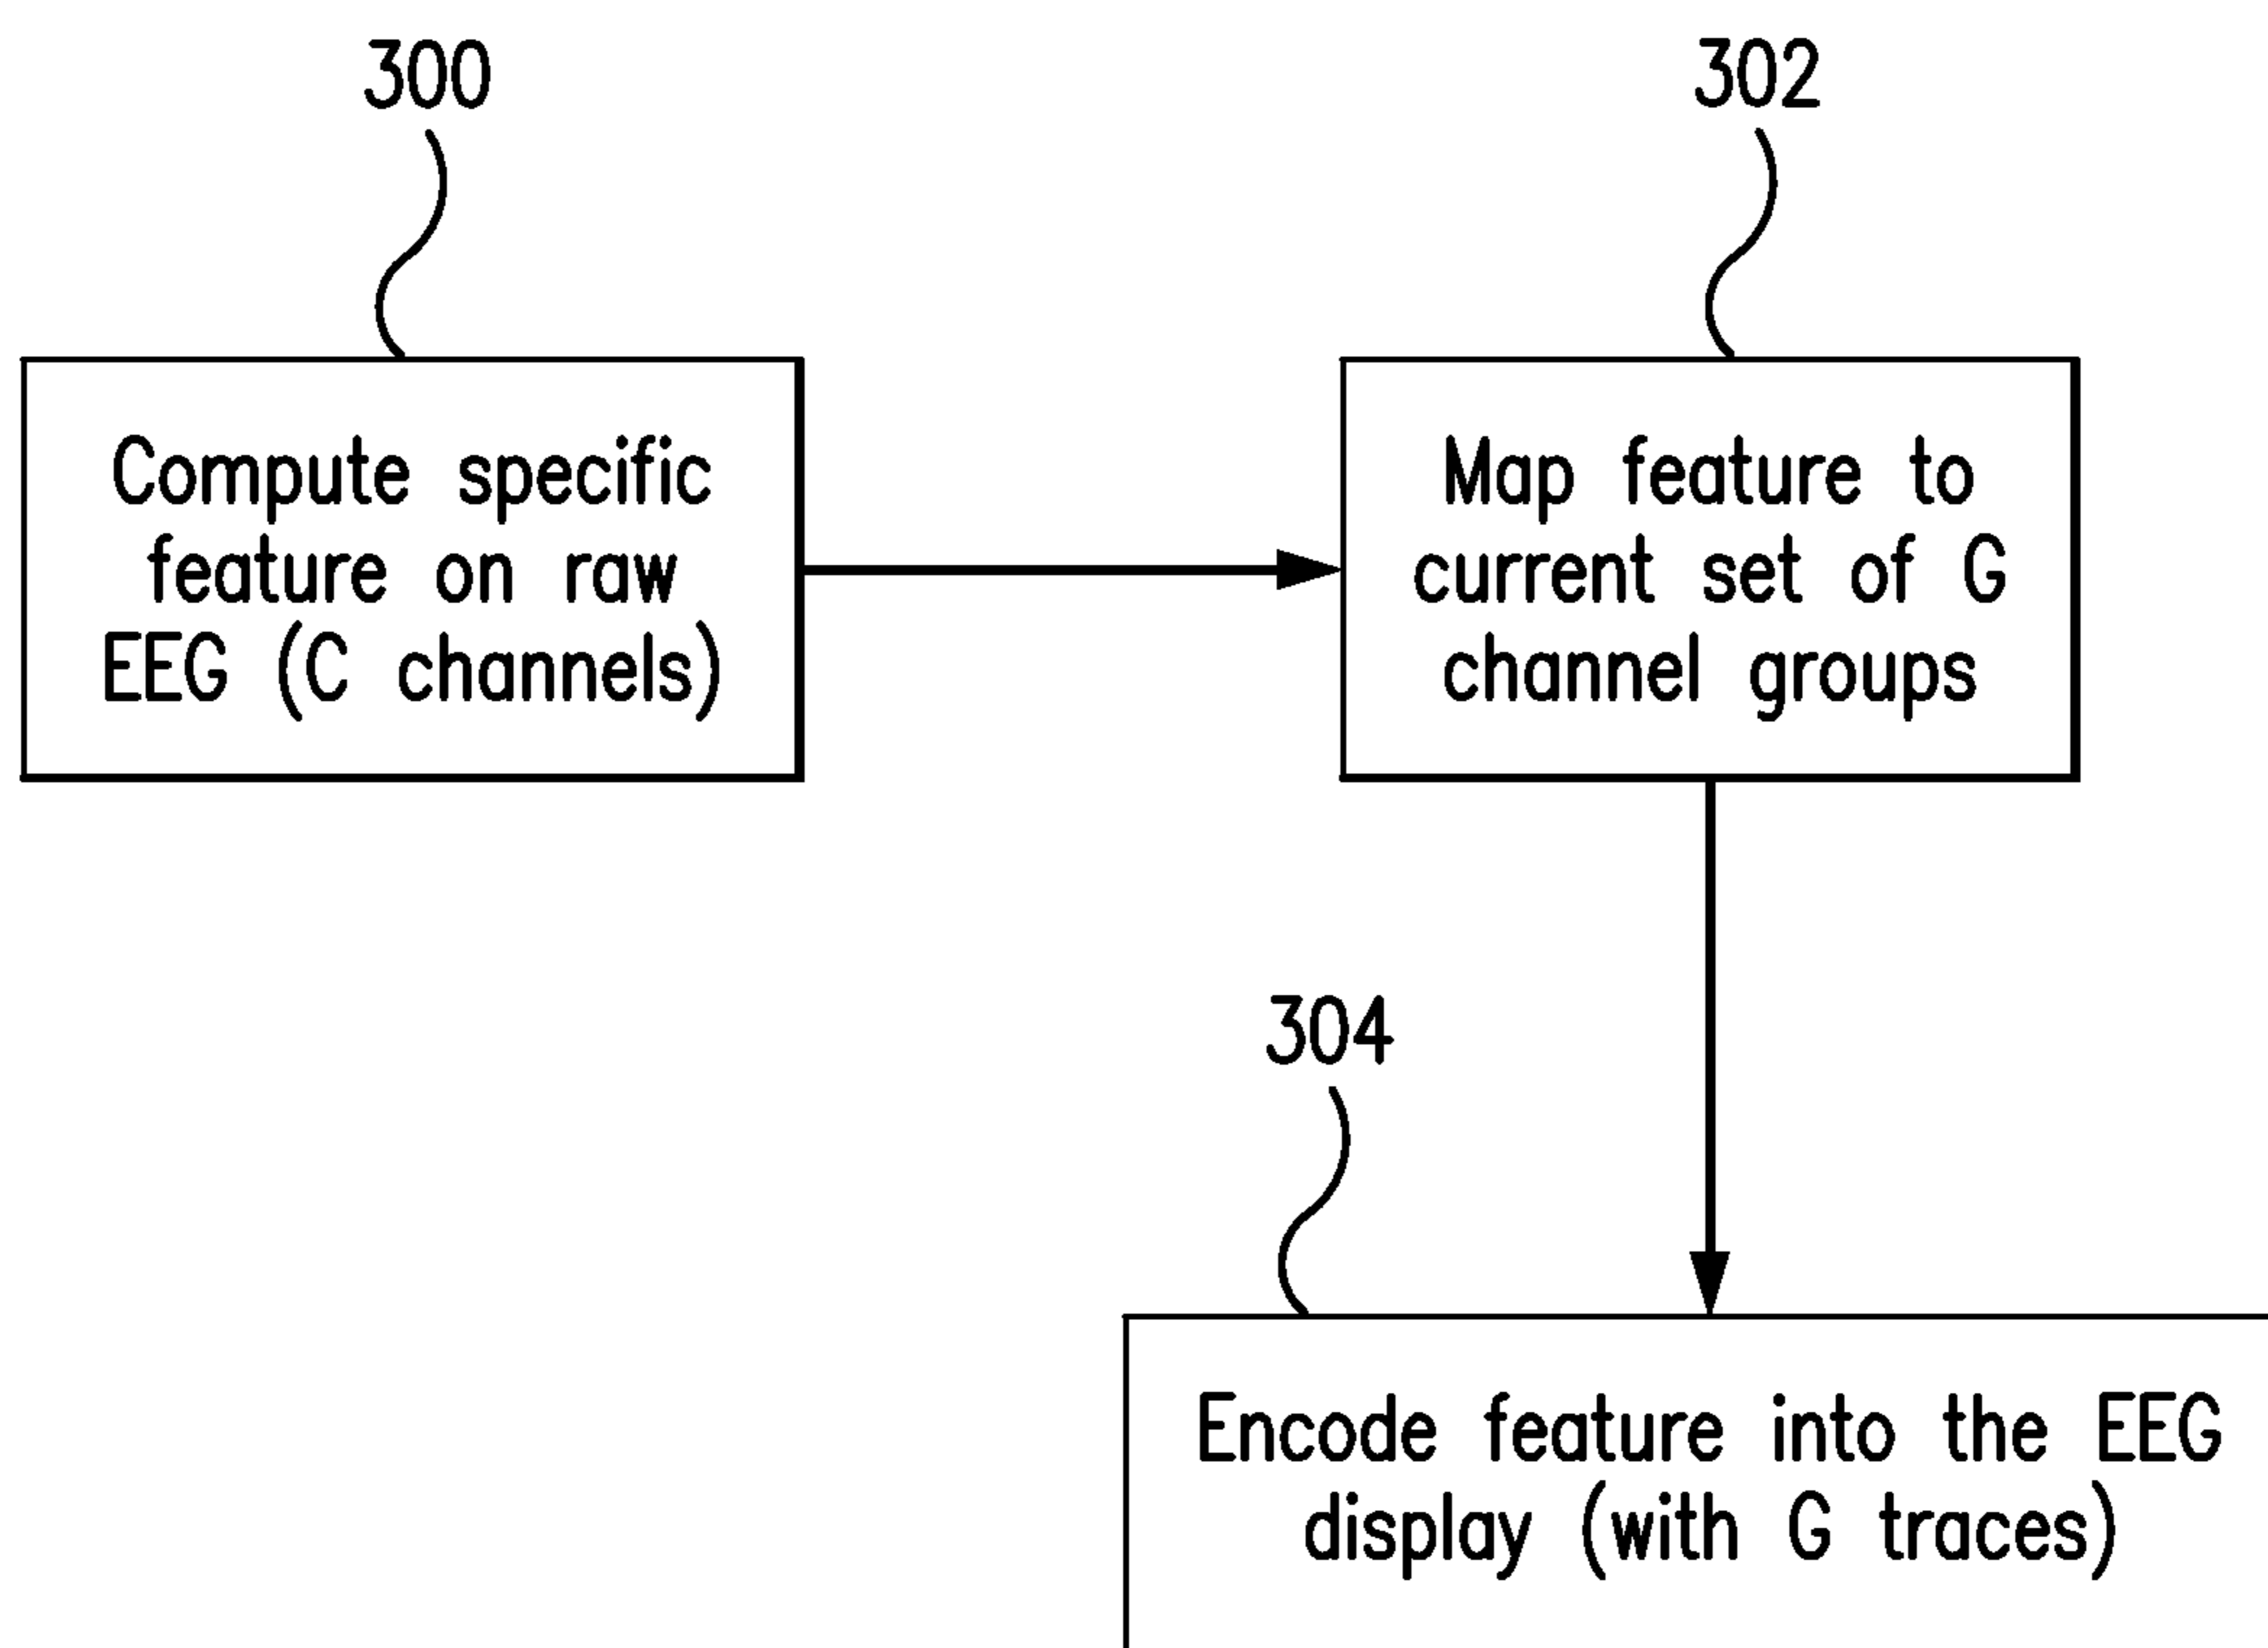 300
302
Compute specific
feature on raw
EEG (C channels)
Map feature to
current set of G
channel groups
304
Encode feature into the EEG
display (with G traces)